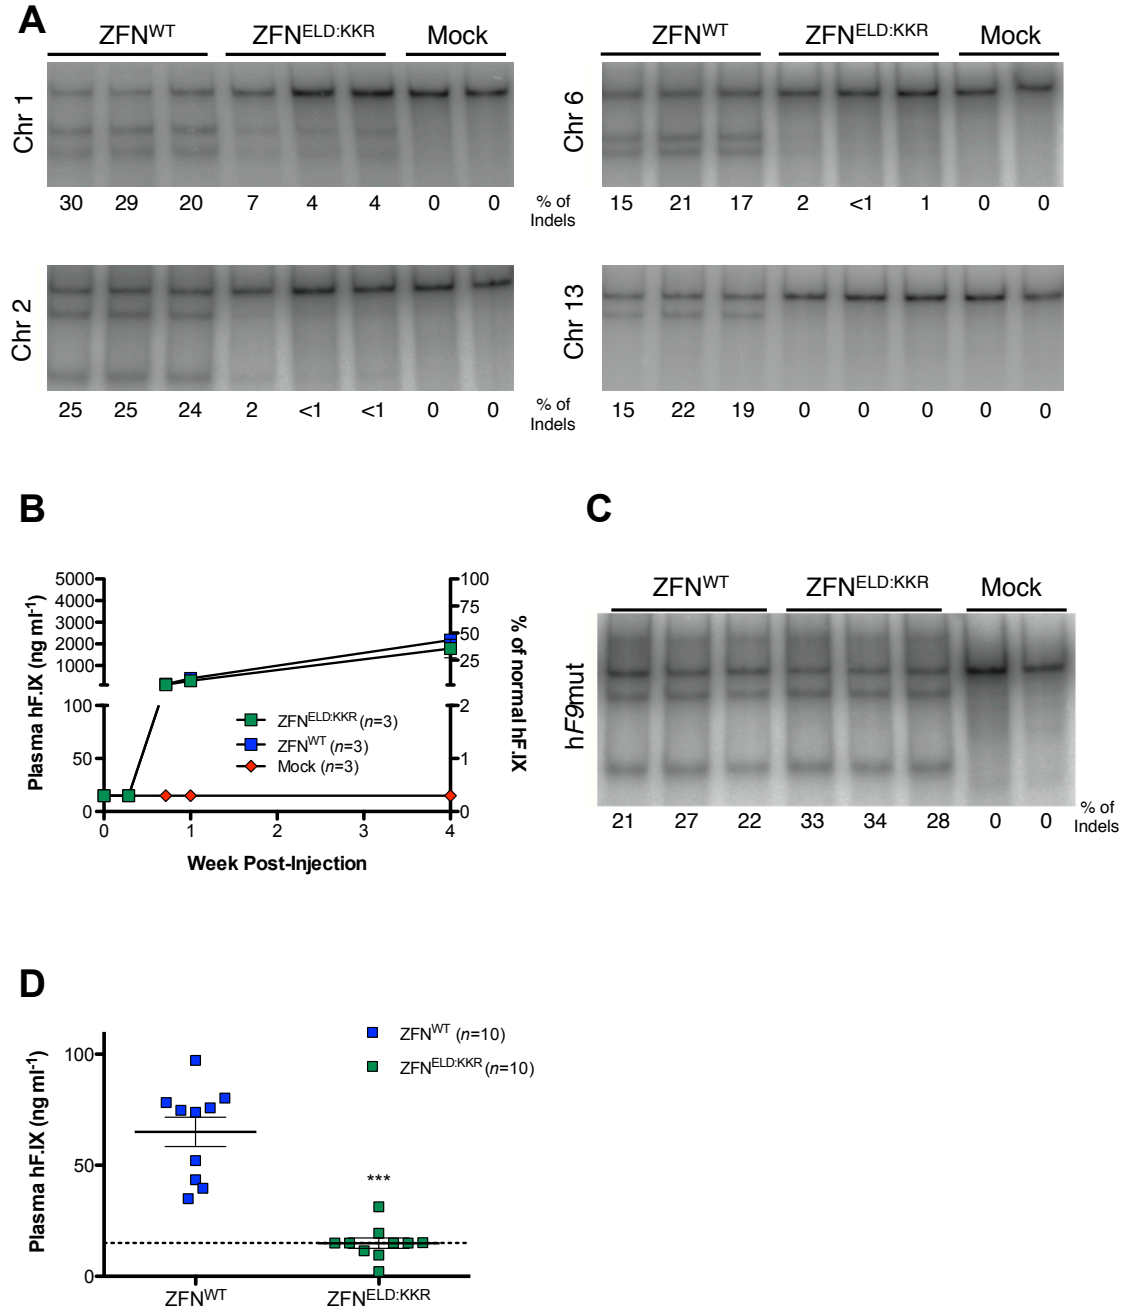 A
ZFNWT ZFNELD:KKR Mock
Chr 1
30 29 20 7 4 4 0 0
% of
Indels
ZFNWT ZFNELD:KKR Mock
Chr 6
15 21 17 2 <1 1 0 0
Chr 2
25 25 24 2 <1 <1 0 0
% of
Indels
Chr 13
15 22 19 0 0 0 0 0
B
Plasma hF.IX (ng ml-1)
5000
4000
3000
2000
1000
100
50
0
100
75
50
25
2
1
0
% of normal hF.IX
ZFNELD:KKR (n=3)
ZFNWT (n=3)
Mock (n=3)
0 1 2 3 4
Week Post-Injection
C
ZFNWT ZFNELD:KKR Mock
hF9mut
21 27 22 33 34 28 0 0
% of
Indels
D
Plasma hF.IX (ng ml-1)
100
50
0
ZFNWT (n=10)
ZFNELD:KKR (n=10)
***
ZFNWT ZFNELD:KKR